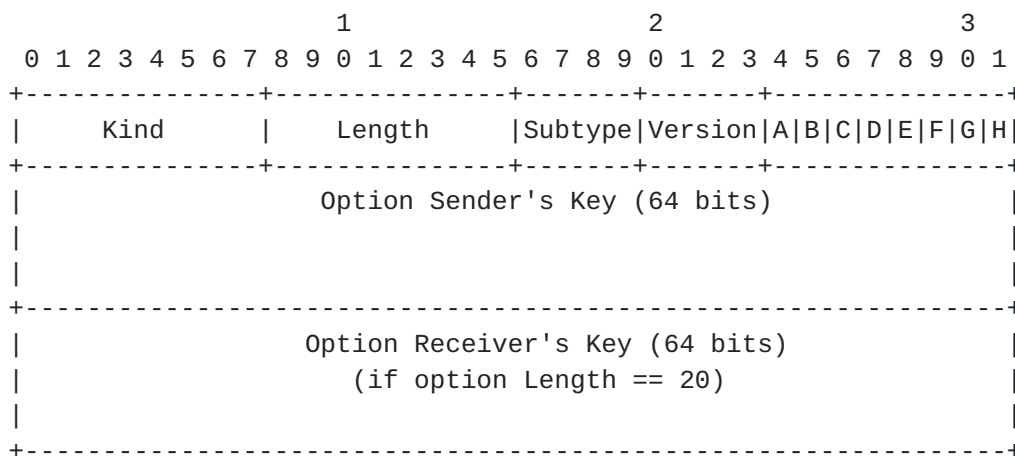 1                   2                   3
 0 1 2 3 4 5 6 7 8 9 0 1 2 3 4 5 6 7 8 9 0 1 2 3 4 5 6 7 8 9 0 1
+---------------+---------------+-------+-------+---------------+
|     Kind      |    Length     |Subtype|Version|A|B|C|D|E|F|G|H|
+---------------+---------------+-------+-------+---------------+
|                   Option Sender's Key (64 bits)               |
|                                                               |
|                                                               |
+---------------------------------------------------------------+
|                  Option Receiver's Key (64 bits)              |
|                     (if option Length == 20)                  |
|                                                               |
+---------------------------------------------------------------+